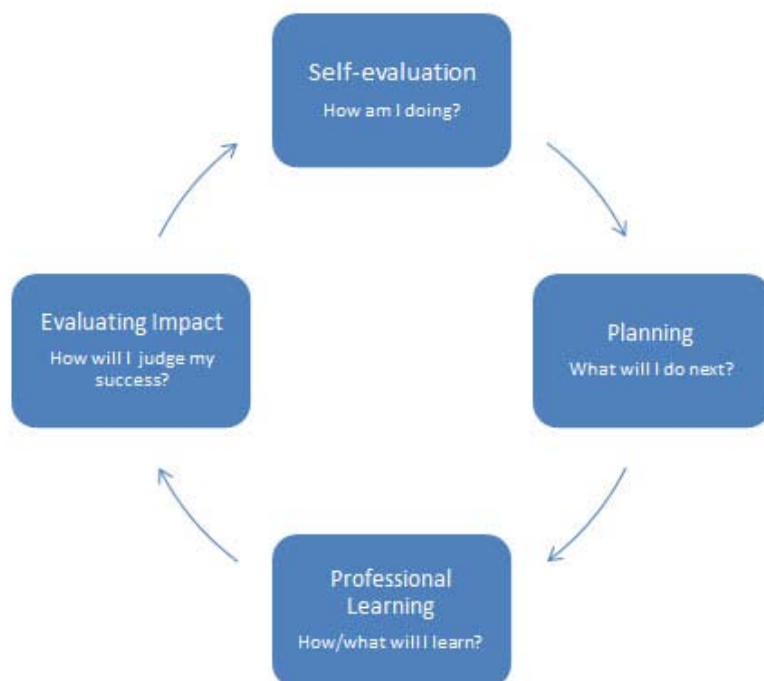 Self-evaluation
How am I doing?
Planning
What will I do next?
Professional
Learning
How/what will I learn?
Evaluating Impact
How will I judge my
success?